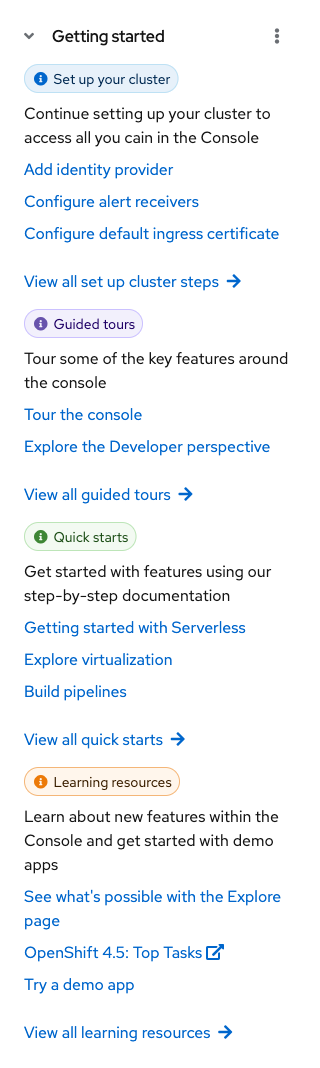 Getting started
Set up your cluster
Continue setting up your cluster to
access all you cain in the Console
Add identity provider
Configure alert receivers
Configure default ingress certificate
View all set up cluster steps
Guided tours
Tour some of the key features around
the console
Tour the console
Explore the Developer perspective
View all guided tours
Quick starts
Get started with features using our
step-by-step documentation
Getting started with Serverless
Explore virtualization
Build pipelines
View all quick starts
Learning resources
Learn about new features within the
Console and get started with demo
apps
See what's possible with the Explore
page
OpenShift 4.5: Top Tasks
Try a demo app
View all learning resources